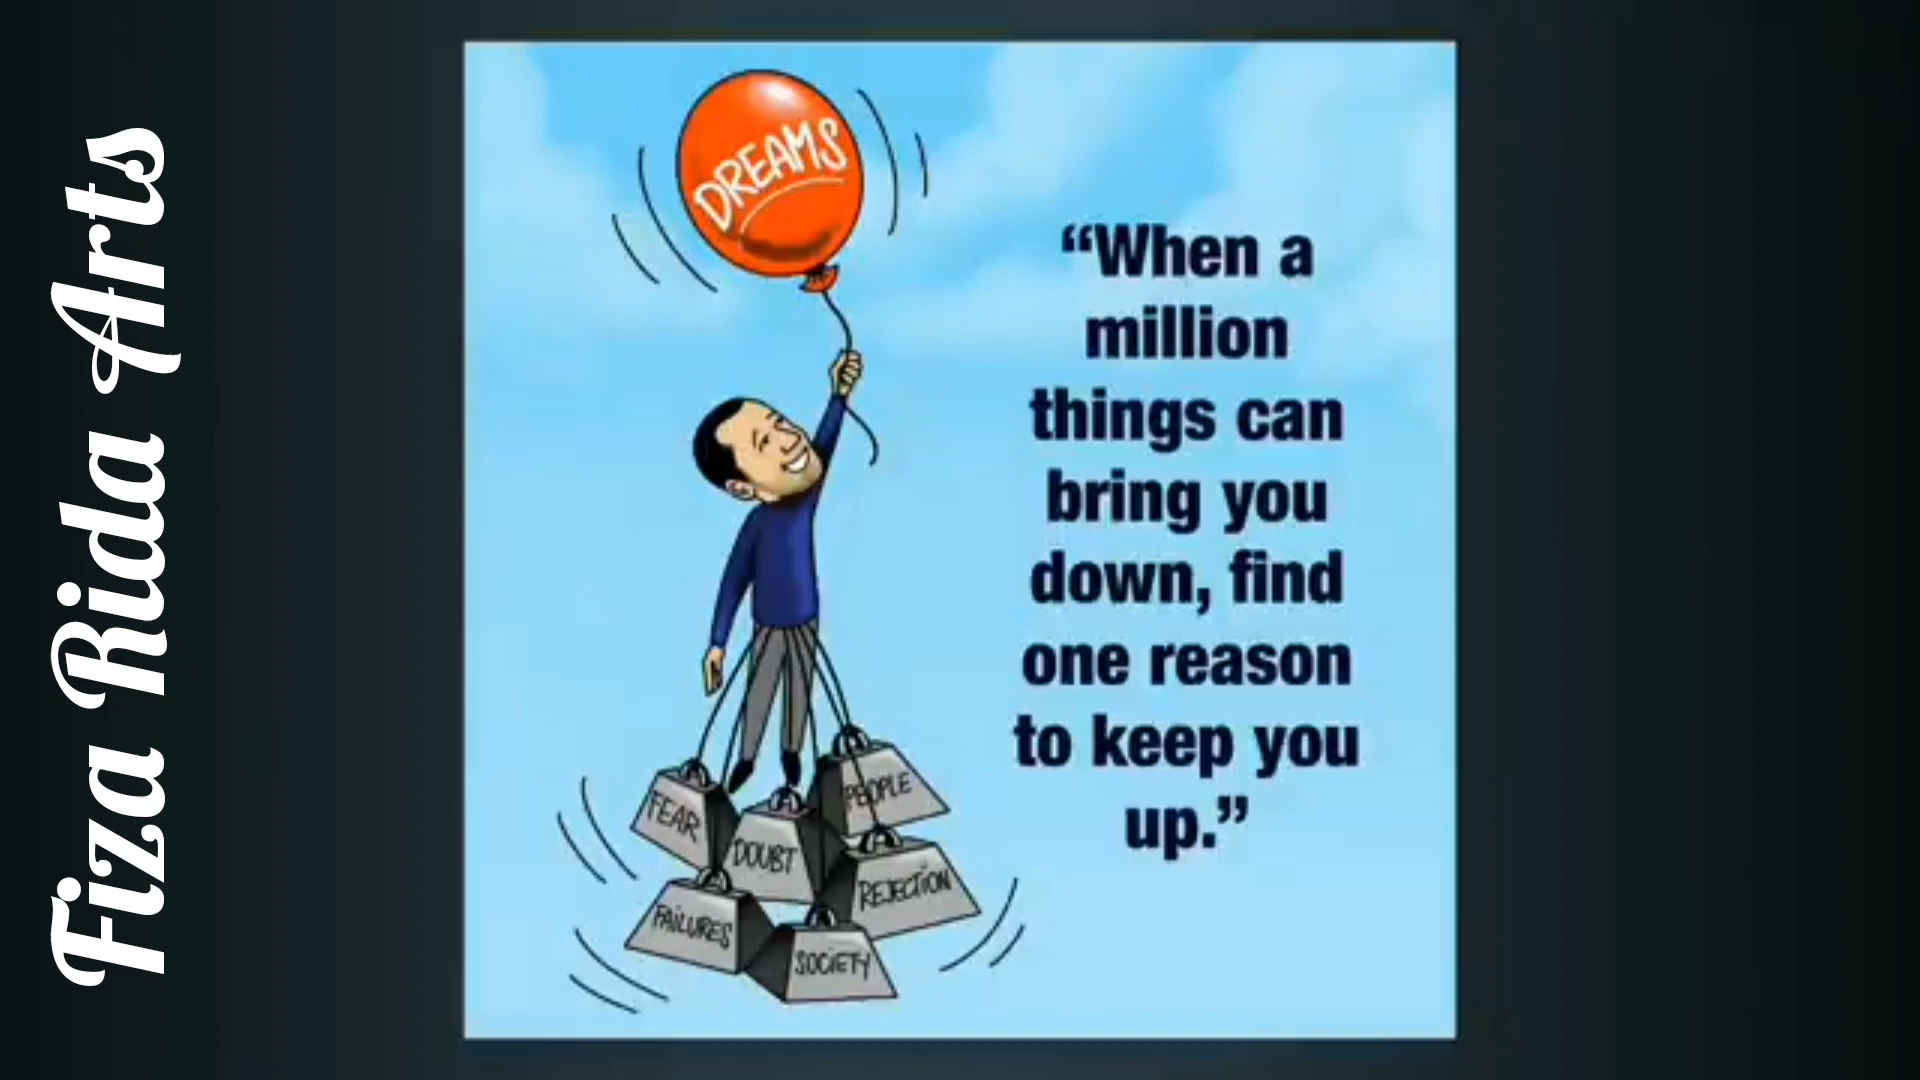 Fiza Rida Arts
DREAMS
“When a
million
things can
bring you
down, find
one reason
to keep you
up.”
FEAR
DOUBT
PEOPLE
REJECTION
FAILURES
SOCIETY